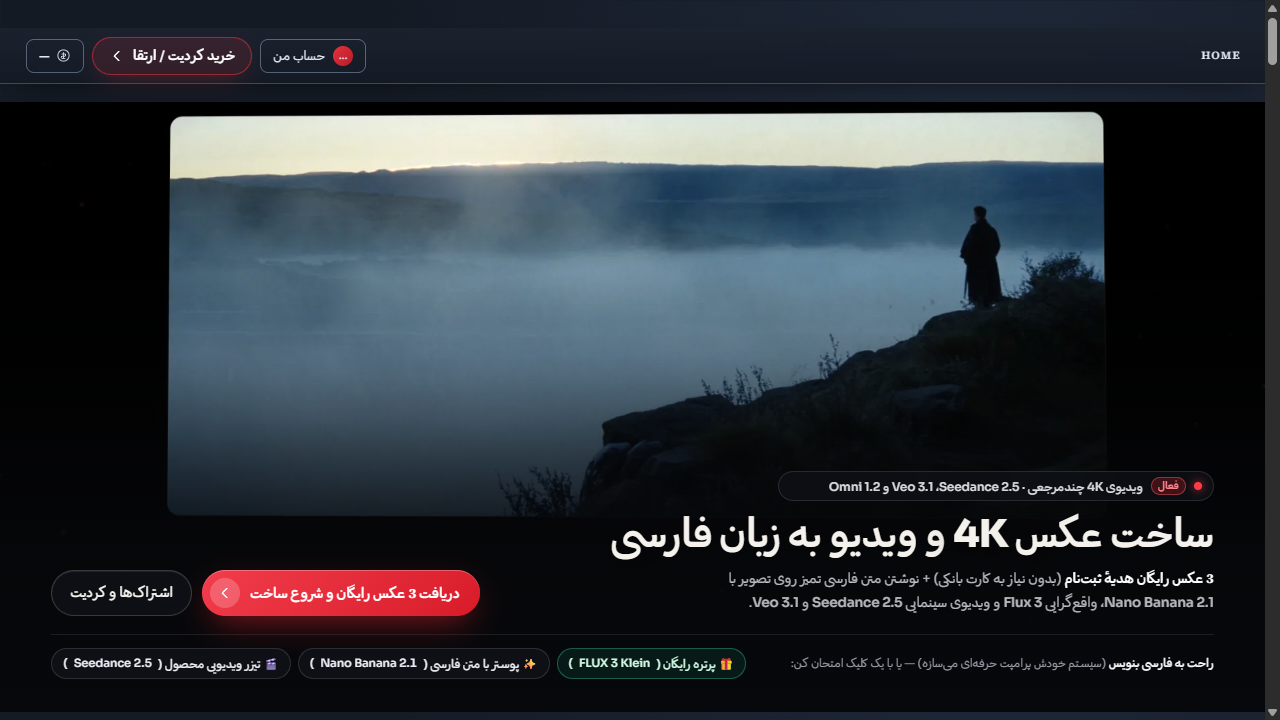 HOME
... حساب من
خرید کردیت / ارتقا
—
فعال ویدیوی 4K چندمرجعی · Veo 3.1 ،Seedance 2.5 و Omni 1.2
ساخت عکس 4K و ویدیو به زبان فارسی
3 عکس رایگان هدیهٔ ثبت‌نام (بدون نیاز به کارت بانکی) + نوشتن متن فارسی تمیز روی تصویر با
Nano Banana 2.1، واقع‌گرایی Flux 3 و ویدیوی سینمایی Seedance 2.5 و Veo 3.1.
دریافت 3 عکس رایگان و شروع ساخت
اشتراک‌ها و کردیت
راحت به فارسی بنویس (سیستم خودش پرامپت حرفه‌ای می‌سازه) — یا با یک کلیک امتحان کن:
🎁 پرتره رایگان ( FLUX 3 Klein )
✨ پوستر با متن فارسی ( Nano Banana 2.1 )
🎬 تیزر ویدیویی محصول ( Seedance 2.5 )